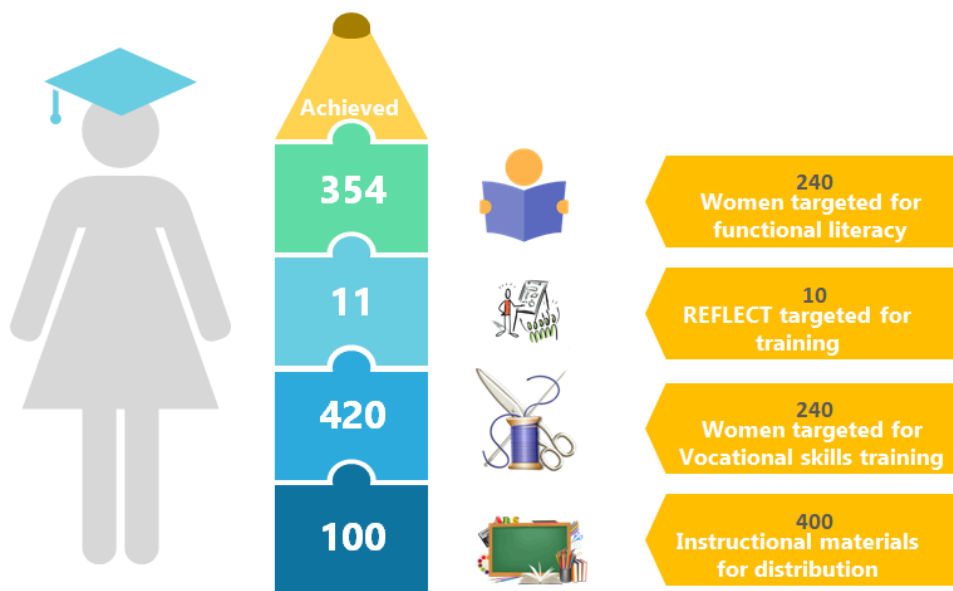 Achieved
354
240
Women targeted for
functional literacy
11
10
REFLECT targeted for
training
420
240
Women targeted for
Vocational skills training
100
400
Instructional materials
for distribution